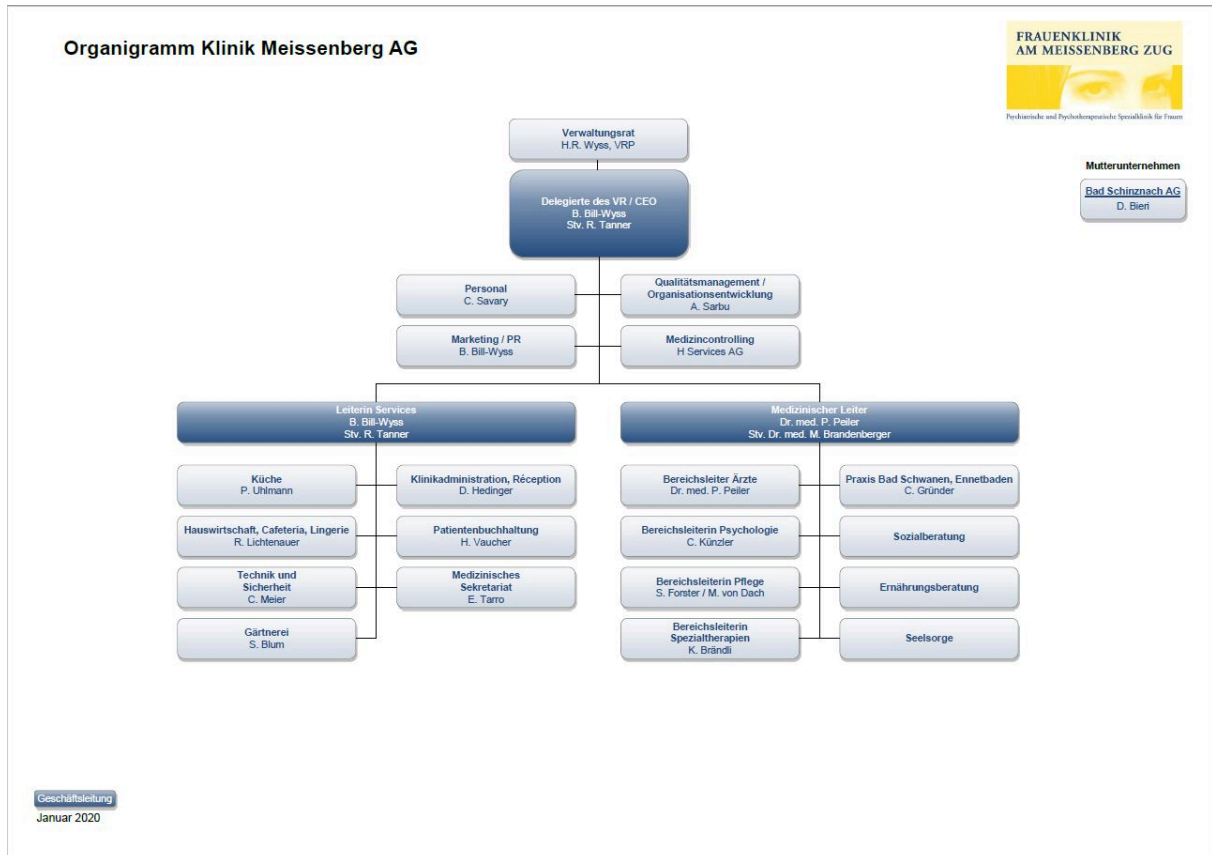 Organigramm Klinik Meissenberg AG
FRAUENKLINIK
AM MEISSENBERG ZUG
Psychiatrische und Psychotherapeutische Spezialklinik für Frauen
Mutterunternehmen
Bad Schinznach AG
D. Bieri
Verwaltungsrat
H.R. Wyss, VRP
Delegierte des VR / CEO
B. Bill-Wyss
Stv. R. Tanner
Personal
C. Savary
Qualitätsmanagement /
Organisationsentwicklung
A. Sarbu
Marketing / PR
B. Bill-Wyss
Medizincontrolling
H Services AG
Leiterin Services
B. Bill-Wyss
Stv. R. Tanner
Medizinischer Leiter
Dr. med. P. Peiler
Stv. Dr. med. M. Brandenberger
Küche
P. Uhlmann
Klinikadministration, Réception
D. Hedinger
Hauswirtschaft, Cafeteria, Lingerie
R. Lichtenauer
Patientenbuchhaltung
H. Vaucher
Technik und
Sicherheit
C. Meier
Medizinisches
Sekretariat
E. Tarro
Gärtnerei
S. Blum
Bereichsleiter Ärzte
Dr. med. P. Peiler
Praxis Bad Schwanen, Ennetbaden
C. Gründer
Bereichsleiterin Psychologie
C. Künzler
Sozialberatung
Bereichsleiterin Pflege
S. Forster / M. von Dach
Ernährungsberatung
Bereichsleiterin
Spezialtherapien
K. Brändli
Seelsorge
Geschäftsleitung
Januar 2020